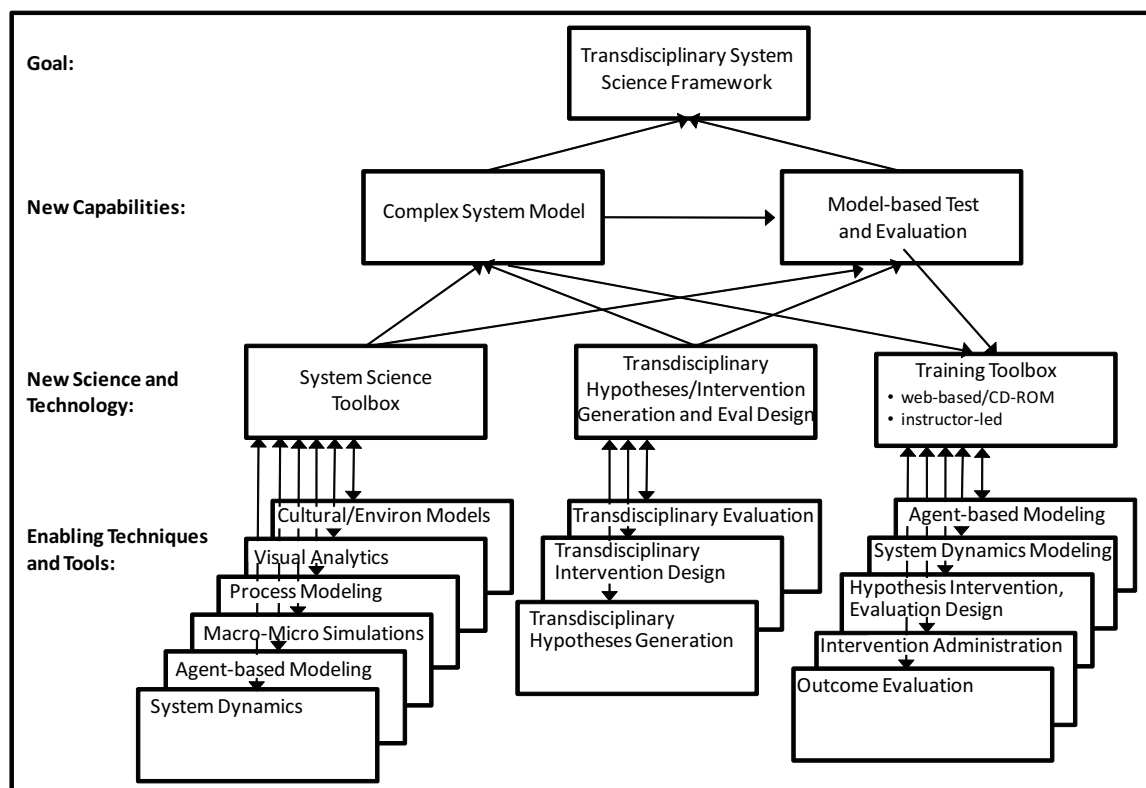 Goal:
Transdisciplinary System
Science Framework
New Capabilities:
Complex System Model
Model-based Test
and Evaluation
New Science and
Technology:
System Science
Toolbox
Transdisciplinary
Hypotheses/Intervention
Generation and Eval Design
Training Toolbox
• web-based/CD-ROM
• instructor-led
Enabling Techniques
and Tools:
Cultural/Environ Models
Visual Analytics
Process Modeling
Macro-Micro Simulations
Agent-based Modeling
System Dynamics
Transdisciplinary Evaluation
Transdisciplinary
Intervention Design
Transdisciplinary
Hypotheses Generation
Agent-based Modeling
System Dynamics Modeling
Hypothesis Intervention,
Evaluation Design
Intervention Administration
Outcome Evaluation